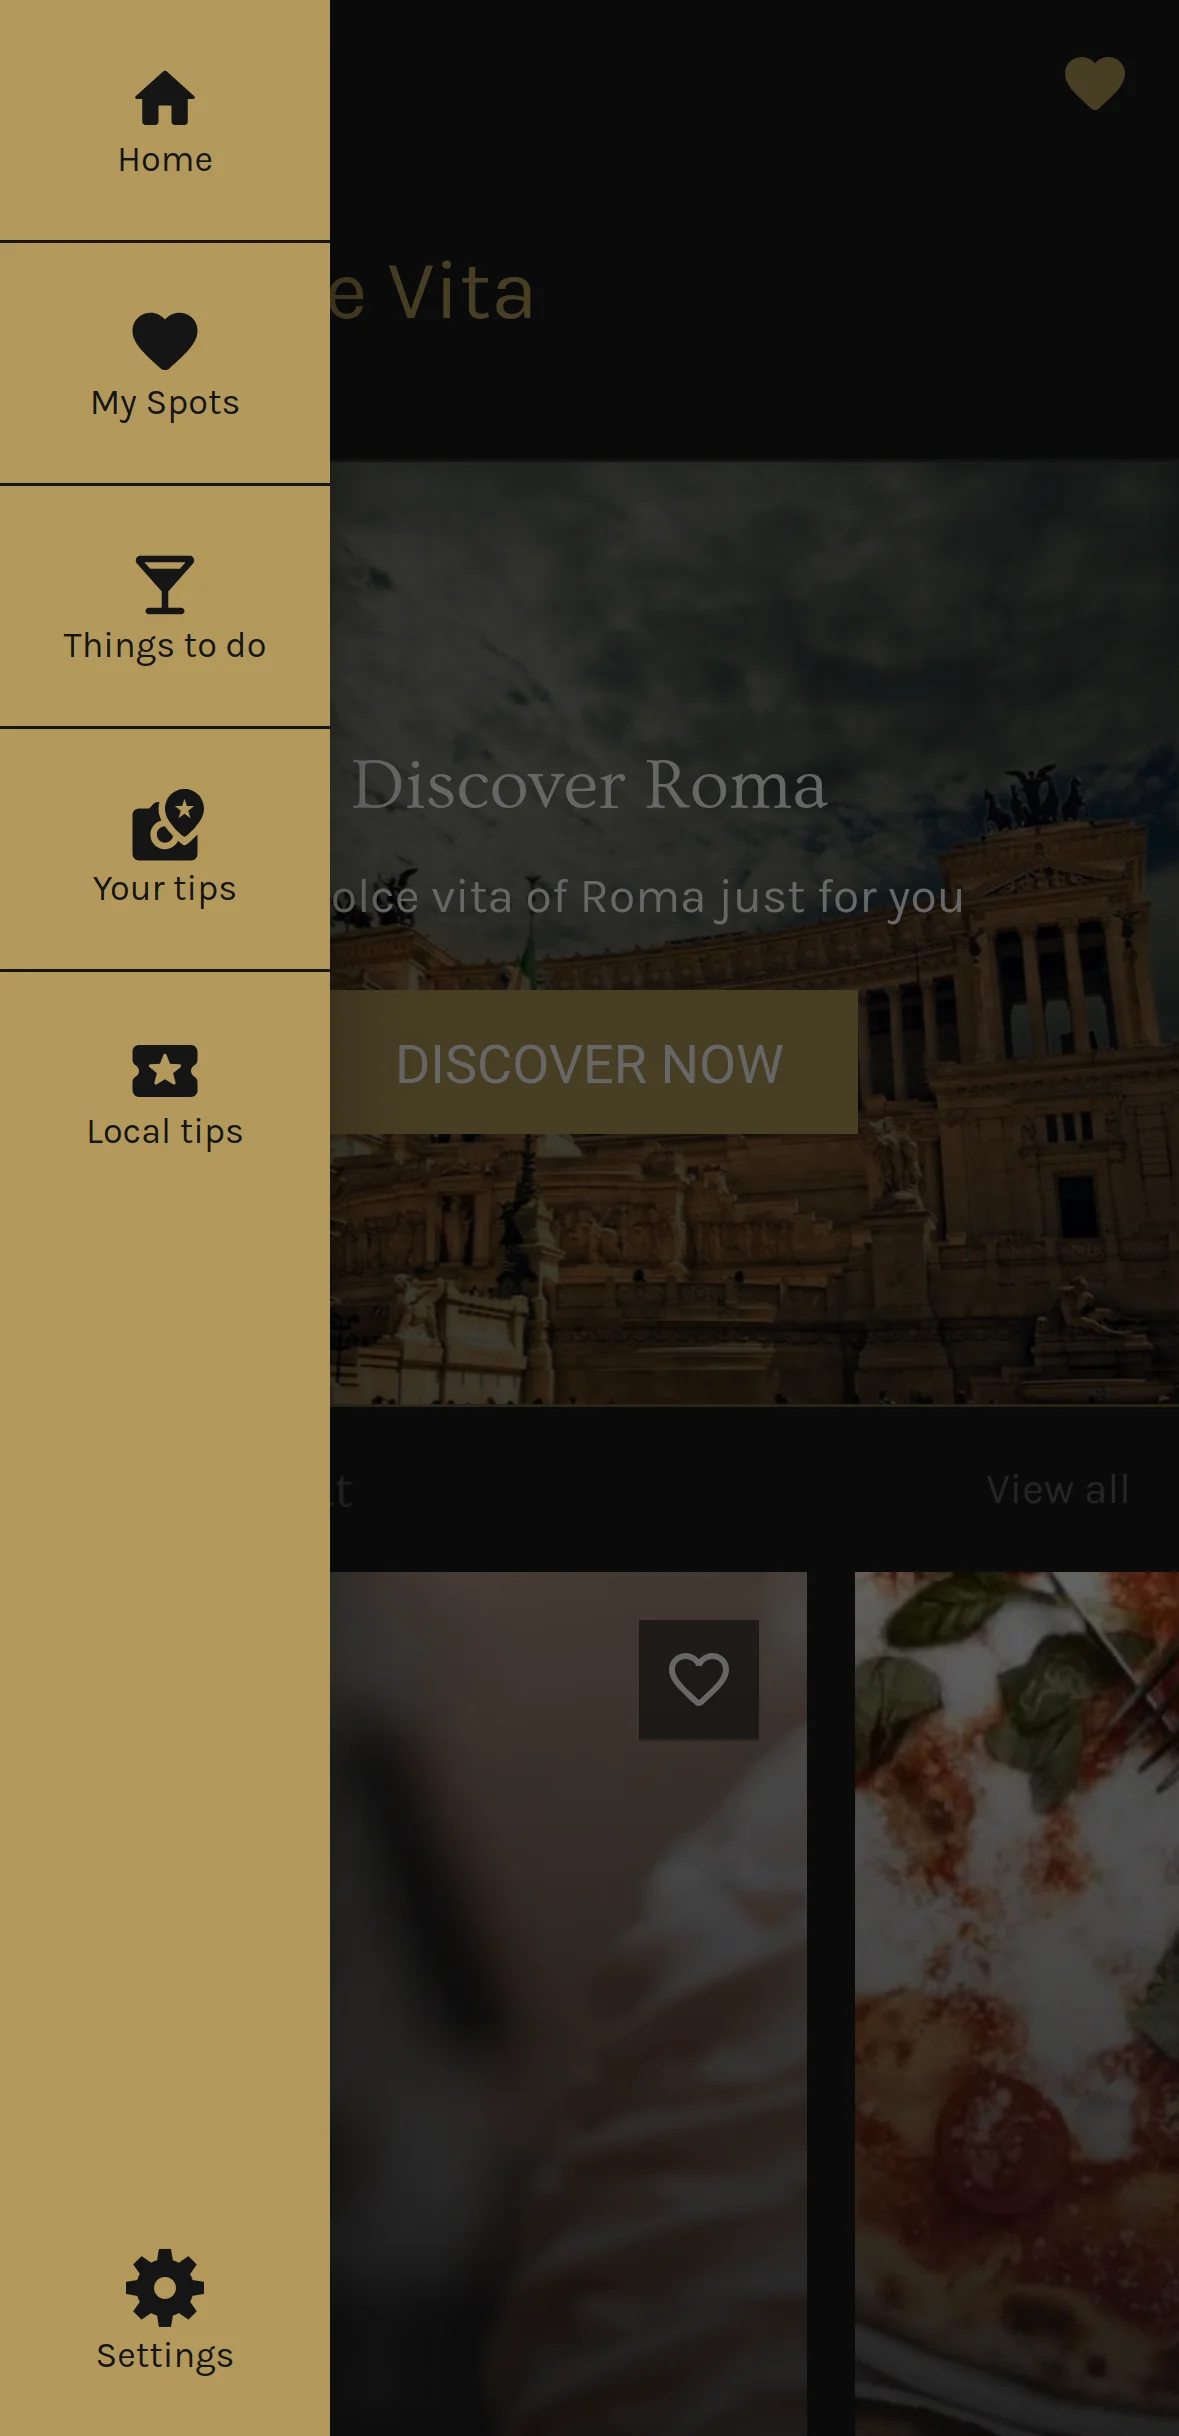 Home
My Spots
Things to do
Your tips
Local tips
Settings
e Vita
Discover Roma
olce vita of Roma just for you
DISCOVER NOW
t
View all